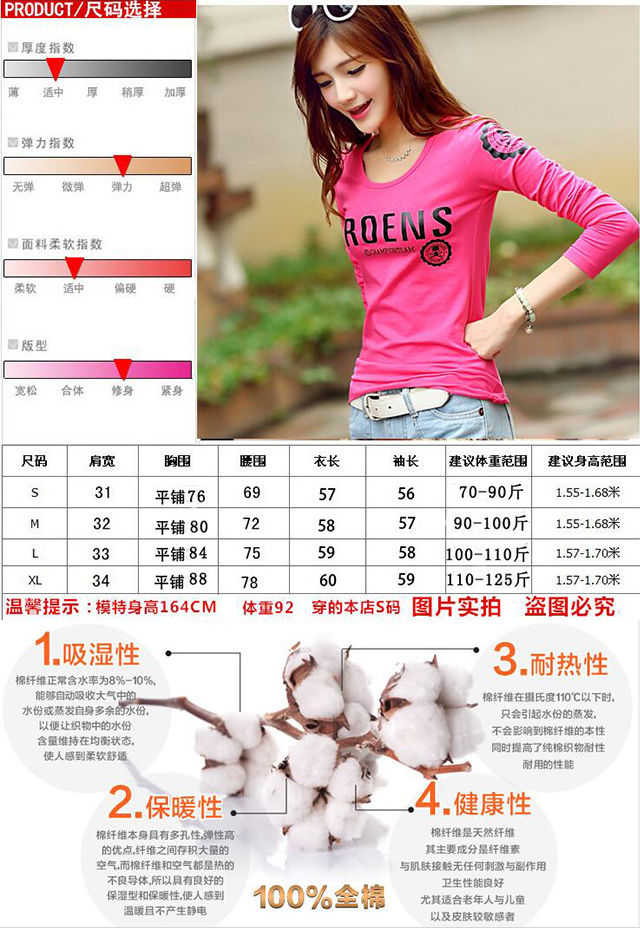 PRODUCT/尺码选择
厚度指数
薄 适中 厚 稍厚 加厚
弹力指数
无弹 微弹 弹力 超弹
面料柔软指数
柔软 适中 偏硬 硬
版型
宽松 合体 修身 紧身
ROENS
CHAMPIONTEAM
尺码 肩宽 胸围 腰围 衣长 袖长 建议体重范围 建议身高范围
S 31 平铺76 69 57 56 70-90斤 1.55-1.68米
M 32 平铺80 72 58 57 90-100斤 1.55-1.68米
L 33 平铺84 75 59 58 100-110斤 1.57-1.70米
XL 34 平铺88 78 60 59 110-125斤 1.57-1.70米
温馨提示：模特身高164CM 体重92 穿的本店S码 图片实拍 盗图必究
1.吸湿性
棉纤维正常含水率为8%-10%,
能够自动吸收大气中的
水份或蒸发自身多余的水份,
以便让织物中的水份
含量维持在均衡状态,
使人感到柔软舒适
3.耐热性
棉纤维在摄氏度110℃以下时,
只会引起水份的蒸发,
不会影响到棉纤维的本性
同时提高了纯棉织物耐性
耐用的性能
2.保暖性
棉纤维本身具有多孔性,弹性高
的优点,纤维之间存积大量的
空气,而棉纤维和空气都是热的
不良导体,所以具有良好的
保湿型和保暖性,使人感到
温暖且不产生静电
4.健康性
棉纤维是天然纤维
其主要成分是纤维素
与肌肤接触无任何刺激与副作用
卫生性能良好
尤其适合老年人与儿童
以及皮肤较敏感者
100%全棉